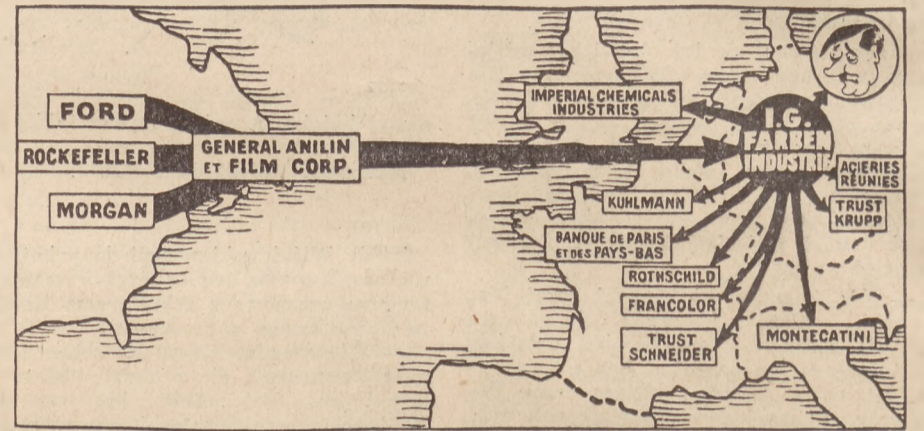 FORD
ROCKEFELLER
MORGAN
GENERAL ANILIN
ET FILM CORP.
IMPERIAL CHEMICALS
INDUSTRIES
I.G.
FARBEN
INDUSTRIE
ACIERIES
RÉUNIES
TRUST
KRUPP
KUHLMANN
BANQUE DE PARIS
ET DES PAYS-BAS
ROTHSCHILD
FRANCOLOR
TRUST
SCHNEIDER
MONTECATINI